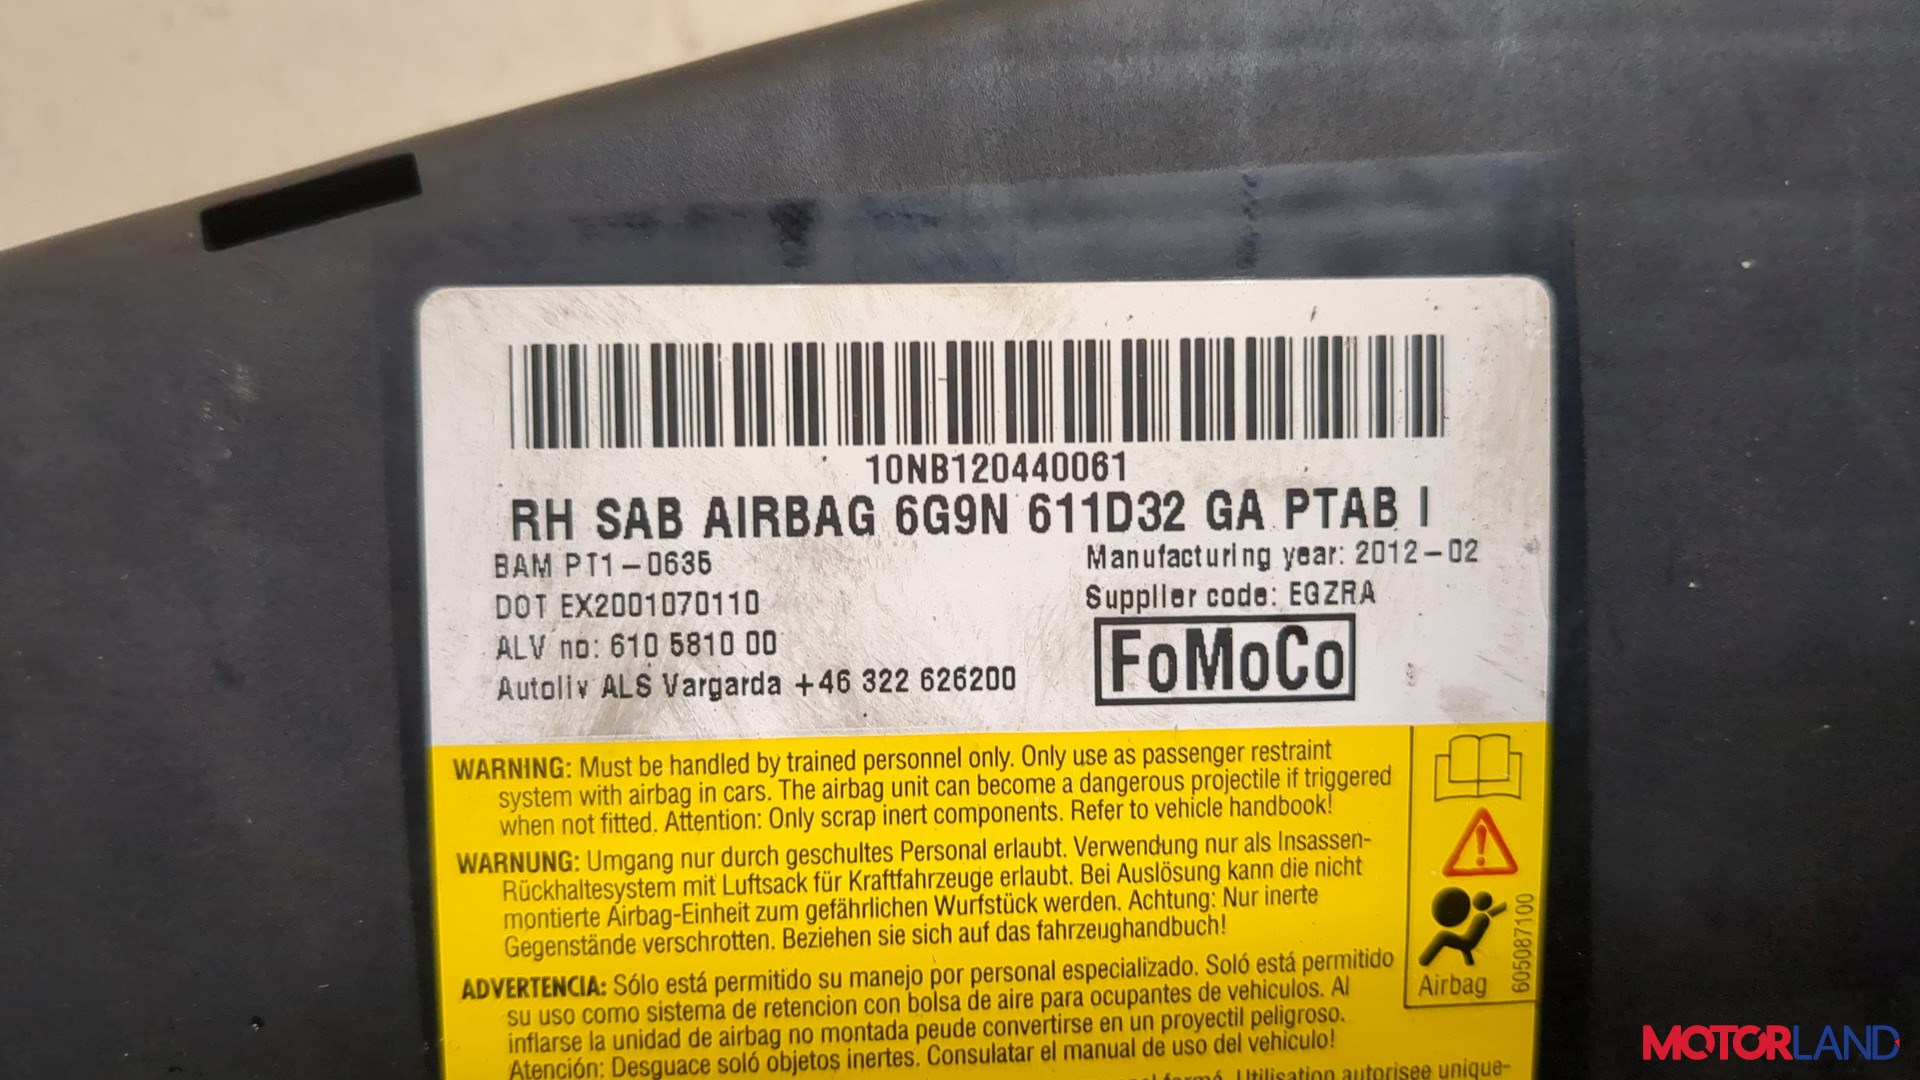 10NB120440061
RH SAB AIRBAG 6G9N 611D32 GA PTAB I
BAM PT1-0635
Manufacturing year: 2012-02
DOT EX2001070110
Supplier code: EGZRA
ALV no: 610 5810 00
FoMoCo
Autoliv ALS Vargarda +46 322 626200
WARNING: Must be handled by trained personnel only. Only use as passenger restraint
system with airbag in cars. The airbag unit can become a dangerous projectile if triggered
when not fitted. Attention: Only scrap inert components. Refer to vehicle handbook!
WARNUNG: Umgang nur durch geschultes Personal erlaubt. Verwendung nur als Insassen-
Rückhaltesystem mit Luftsack für Kraftfahrzeuge erlaubt. Bei Auslösung kann die nicht
montierte Airbag-Einheit zum gefährlichen Wurfstück werden. Achtung: Nur inerte
Gegenstände verschrotten. Beziehen sie sich auf das fahrzeughandbuch!
ADVERTENCIA: Sólo está permitido su manejo por personal especializado. Soló está permitido
su uso como sistema de retencion con bolsa de aire para ocupantes de vehiculos. Al
inflarse la unidad de airbag no montada peude convertirse en un proyectil peligroso.
Atención: Desguace soló objetos inertes. Consulatar el manual de uso del vehículo!
formé. Utilisation autorisee unique-
Airbag
605087100
MOTORLAND